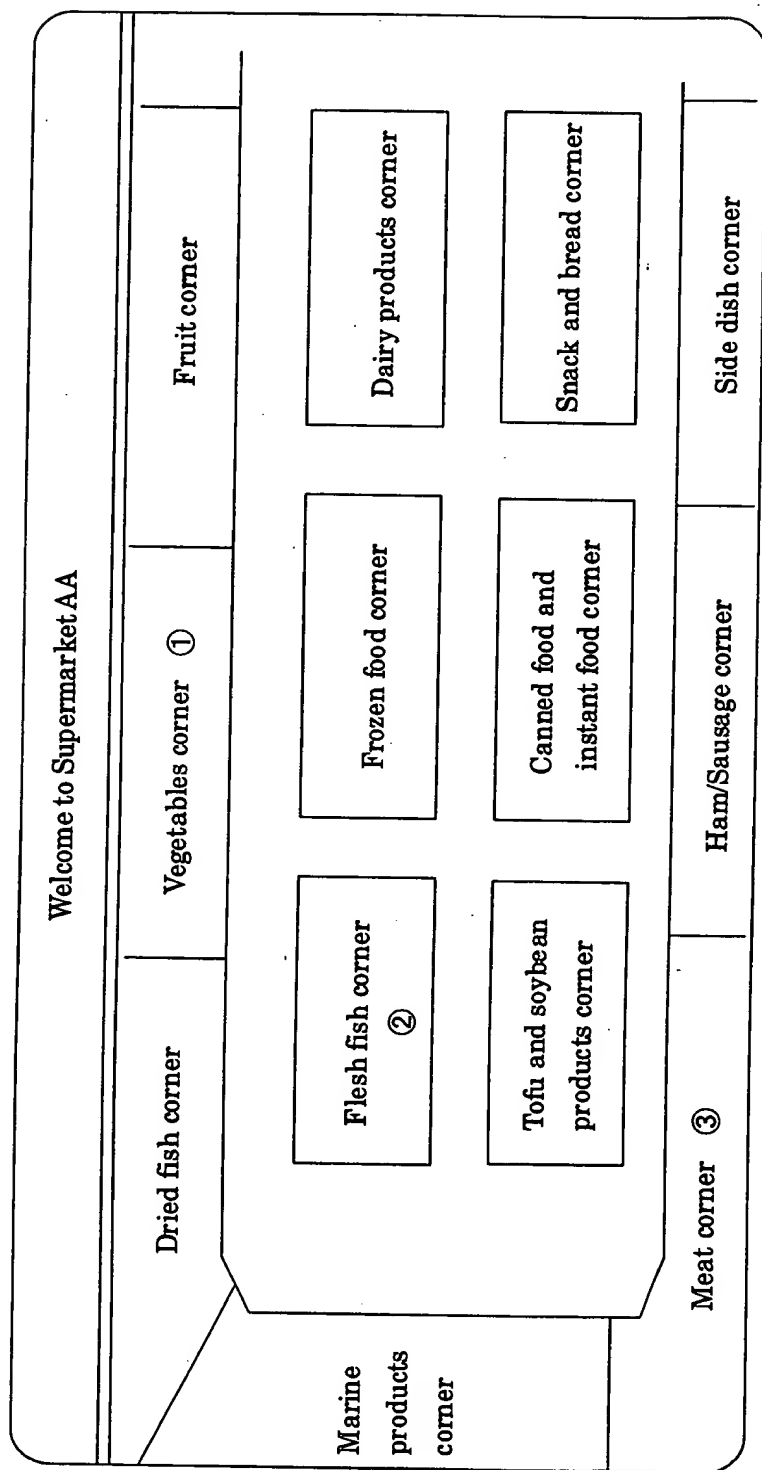 Welcome to Supermarket AA
Dried fish corner
Vegetables corner ①
Fruit corner
Marine
products
corner
Flesh fish corner
②
Frozen food corner
Dairy products corner
Tofu and soybean
products corner
Canned food and
instant food corner
Snack and bread corner
Meat corner ③
Ham/Sausage corner
Side dish corner